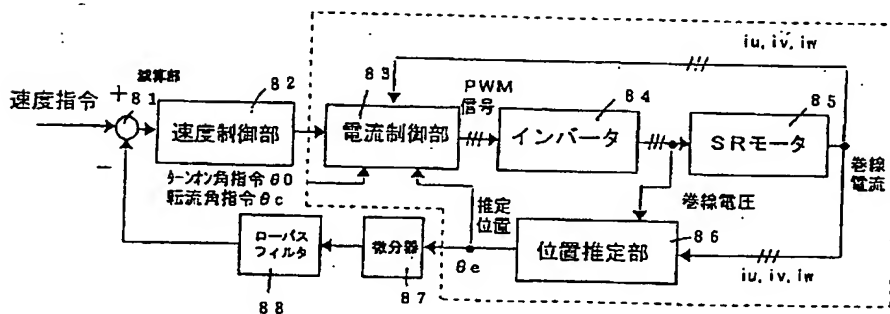 iu, iv, iw
減算部
速度指令
+
81
82
83
PWM
信号
84
85
速度制御部
電流制御部
インバータ
SRモータ
巻線
電流
−
ターンオン角指令 θ0
転流角指令 θc
推定
位置
巻線電圧
86
ローパス
フィルタ
微分器
θe
位置推定部
iu, iv, iw
88
87